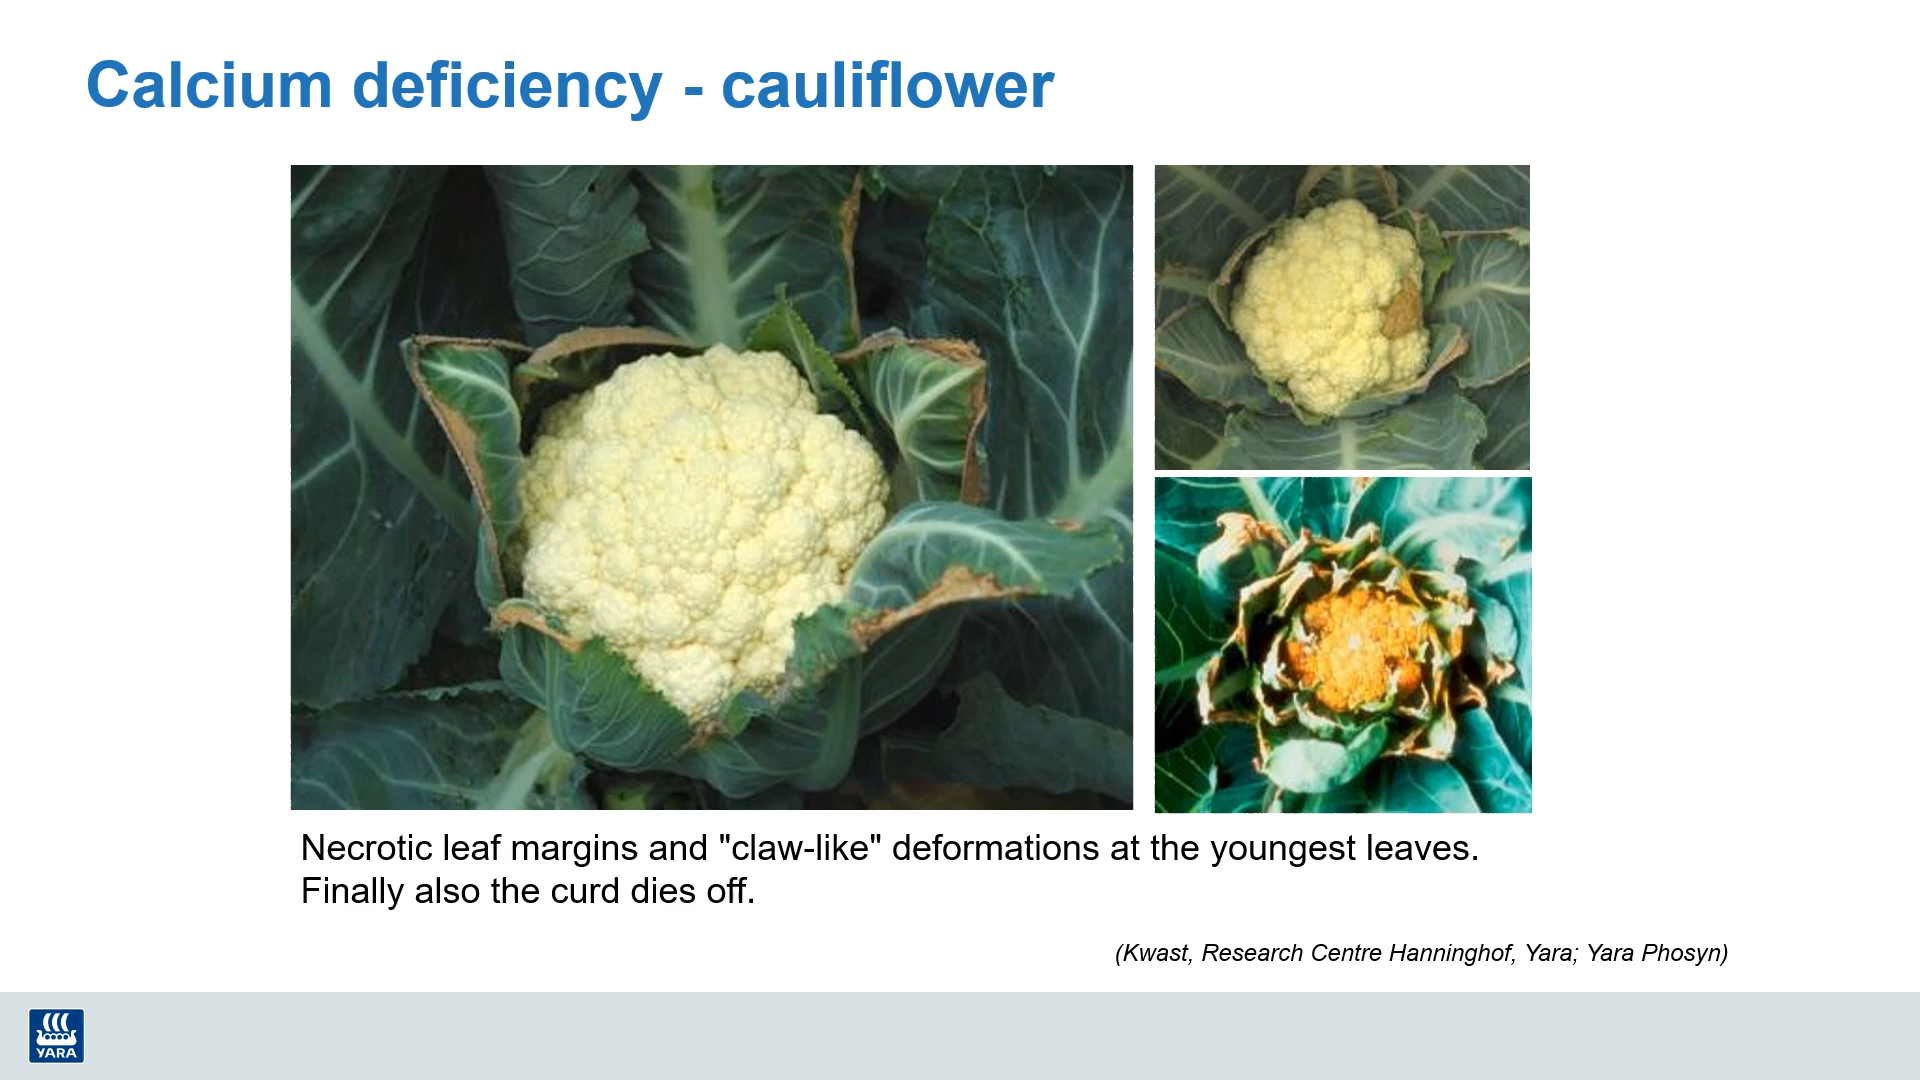 Calcium deficiency - cauliflower
Necrotic leaf margins and "claw-like" deformations at the youngest leaves.
Finally also the curd dies off.
(Kwast, Research Centre Hanninghof, Yara; Yara Phosyn)
YARA